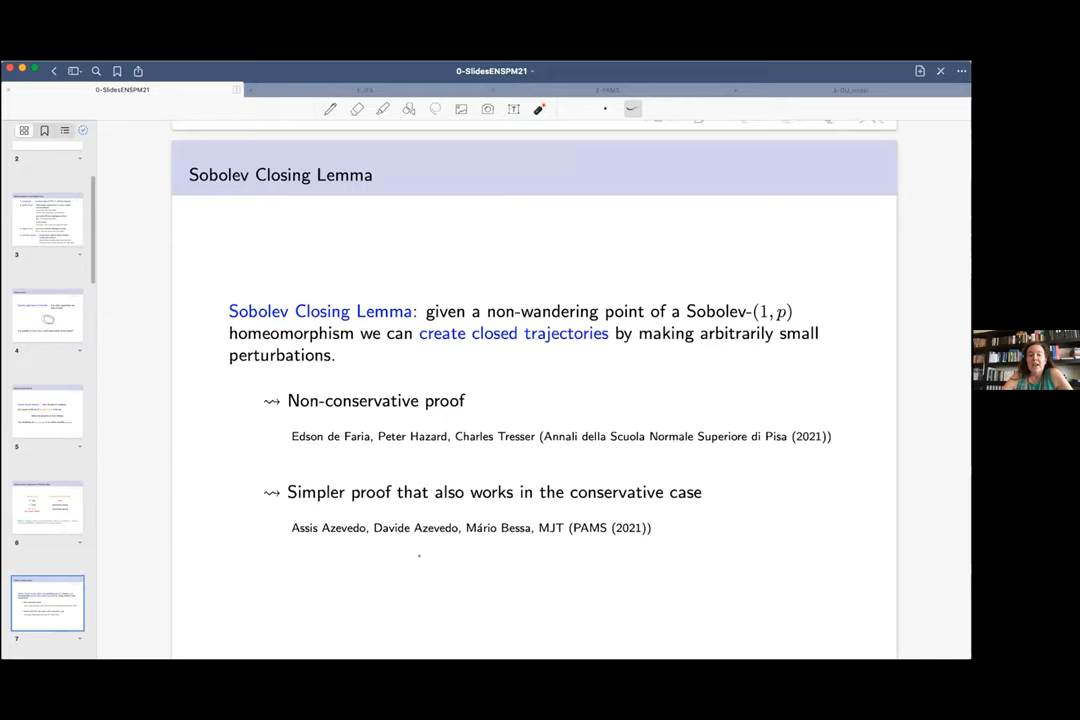 0-SlidesENSPM21
0-SlidesENSPM21
2-PAMS
Sobolev Closing Lemma
Sobolev Closing Lemma: given a non-wandering point of a Sobolev-(1, p)
homeomorphism we can create closed trajectories by making arbitrarily small
perturbations.
⇝ Non-conservative proof
Edson de Faria, Peter Hazard, Charles Tresser (Annali della Scuola Normale Superiore di Pisa (2021))
⇝ Simpler proof that also works in the conservative case
Assis Azevedo, Davide Azevedo, Mário Bessa, MJT (PAMS (2021))
2
3
4
5
6
7